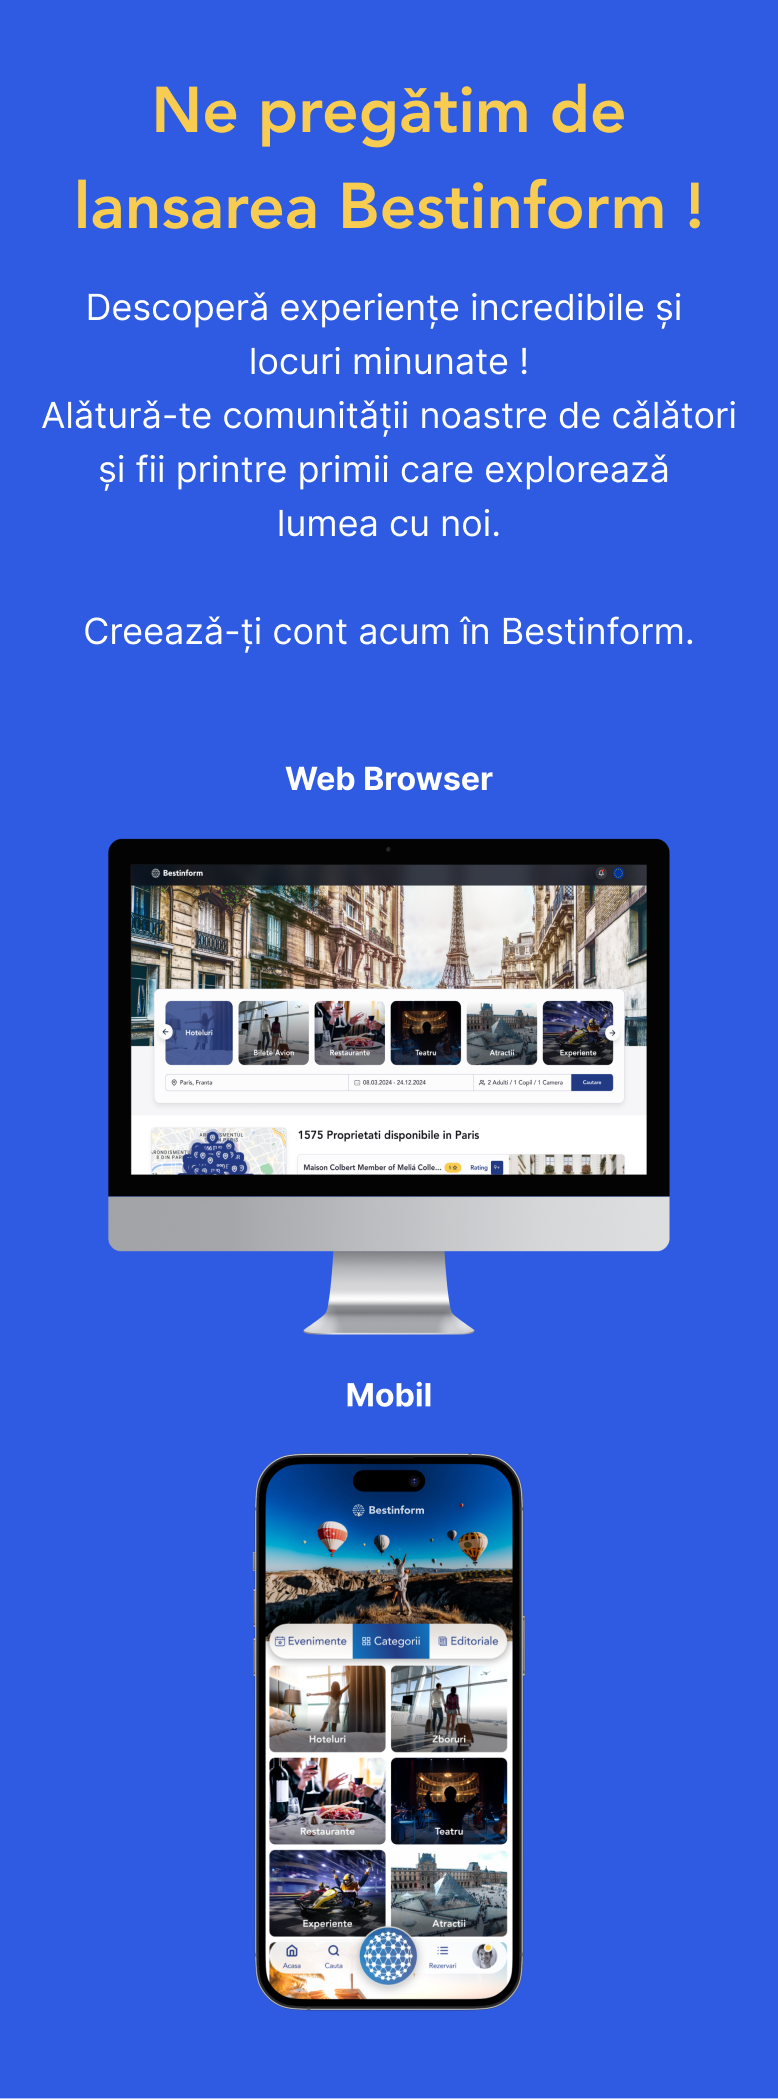 Ne pregătim de
lansarea Bestinform !
Descoperă experiențe incredibile și
locuri minunate !
Alătură-te comunității noastre de călători
și fii printre primii care explorează
lumea cu noi.
Creează-ți cont acum în Bestinform.
Web Browser
Bestinform
Hoteluri
Bilete Avion
Restaurante
Teatru
Atractii
Experiente
Paris, Franta
08.03.2024 - 24.12.2024
2 Adulti / 1 Copil / 1 Camera
Cautare
1575 Proprietati disponibile in Paris
Maison Colbert Member of Meliá Colle...
Rating
9+
Mobil
Bestinform
Evenimente
Categorii
Editoriale
Hoteluri
Zboruri
Restaurante
Teatru
Experiente
Atractii
Acasa
Cauta
Rezervari